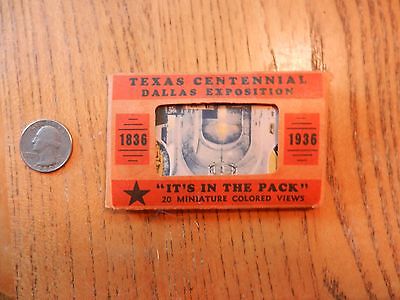 TEXAS CENTENNIAL
DALLAS EXPOSITION
1836 1936
"IT'S IN THE PACK"
20 MINIATURE COLORED VIEWS